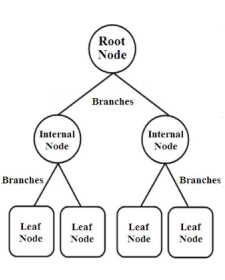 Root
Node
Branches
Internal
Node
Internal
Node
Branches
Branches
Leaf
Node
Leaf
Node
Leaf
Node
Leaf
Node